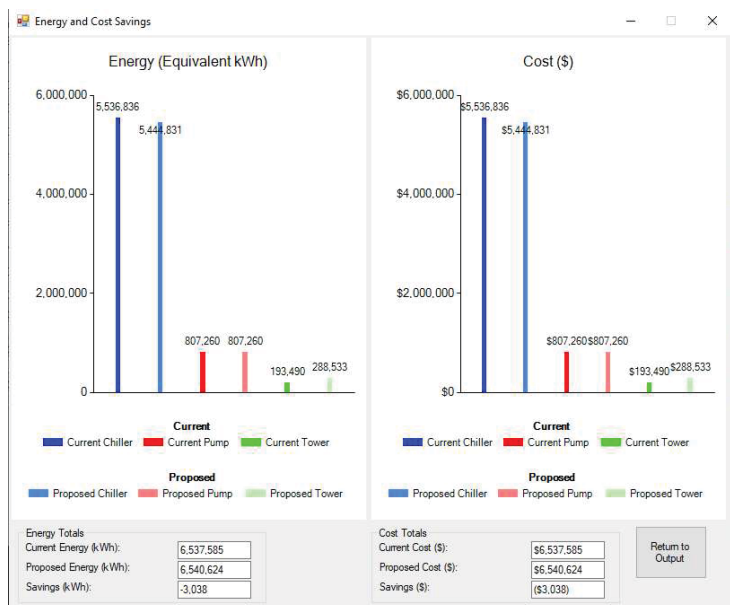 Energy and Cost Savings
Energy (Equivalent kWh)
6,000,000
5,536,836
5,444,831
4,000,000
2,000,000
807,260 807,260
193,490 288,533
0
Current
Current Chiller Current Pump Current Tower
Proposed
Proposed Chiller Proposed Pump Proposed Tower
Cost ($)
$6,000,000
$5,536,836
$5,444,831
$4,000,000
$2,000,000
$807,260 $807,260
$193,490 $288,533
$0
Current
Current Chiller Current Pump Current Tower
Proposed
Proposed Chiller Proposed Pump Proposed Tower
Energy Totals
Current Energy (kWh): 6,537,585
Proposed Energy (kWh): 6,540,624
Savings (kWh): -3,038
Cost Totals
Current Cost ($): $6,537,585
Proposed Cost ($): $6,540,624
Savings ($): ($3,038)
Return to
Output